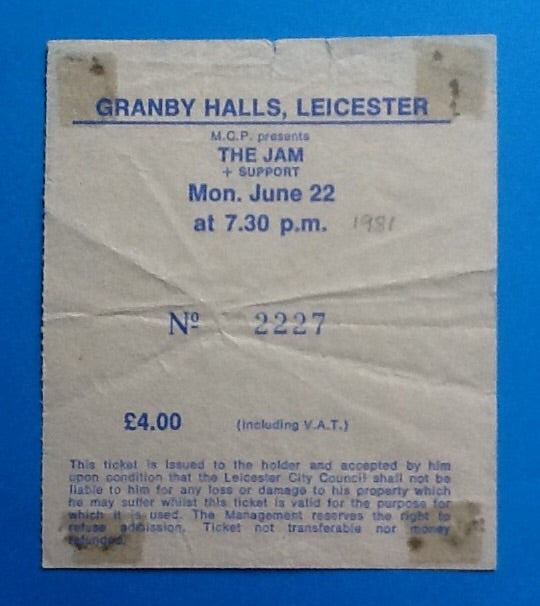 GRANBY HALLS, LEICESTER
M.C.P. presents
THE JAM
+ SUPPORT
Mon. June 22
at 7.30 p.m. 1981
Nº 2227
£4.00 (including V.A.T.)
This ticket is issued to the holder and accepted by him
upon condition that the Leicester City Council shall not be
liable to him for any loss or damage to his property which
he may suffer whilst this ticket is valid for the purpose for
which it is used. The Management reserves the right to
refuse admission. Ticket not transferable nor money
refunded.